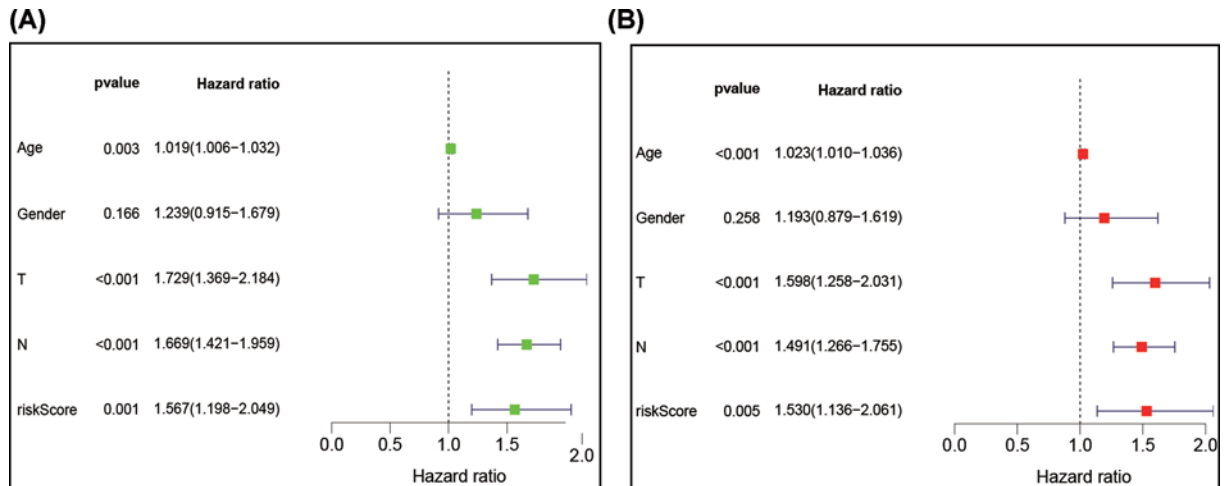 (A)
pvalue Hazard ratio
Age 0.003 1.019(1.006−1.032)
Gender 0.166 1.239(0.915−1.679)
T <0.001 1.729(1.369−2.184)
N <0.001 1.669(1.421−1.959)
riskScore 0.001 1.567(1.198−2.049)
0.0 0.5 1.0 1.5 2.0
Hazard ratio
(B)
pvalue Hazard ratio
Age <0.001 1.023(1.010−1.036)
Gender 0.258 1.193(0.879−1.619)
T <0.001 1.598(1.258−2.031)
N <0.001 1.491(1.266−1.755)
riskScore 0.005 1.530(1.136−2.061)
0.0 0.5 1.0 1.5 2.0
Hazard ratio